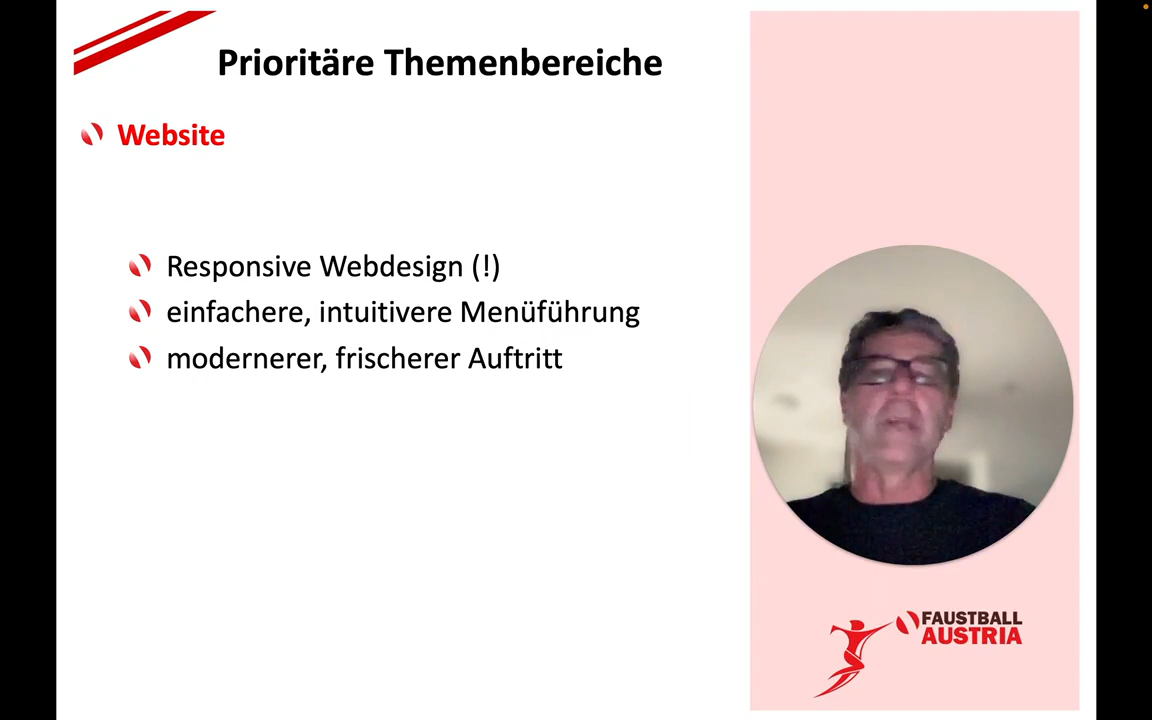 Prioritäre Themenbereiche
Website
Responsive Webdesign (!)
einfachere, intuitivere Menüführung
modernerer, frischerer Auftritt
FAUSTBALL
AUSTRIA